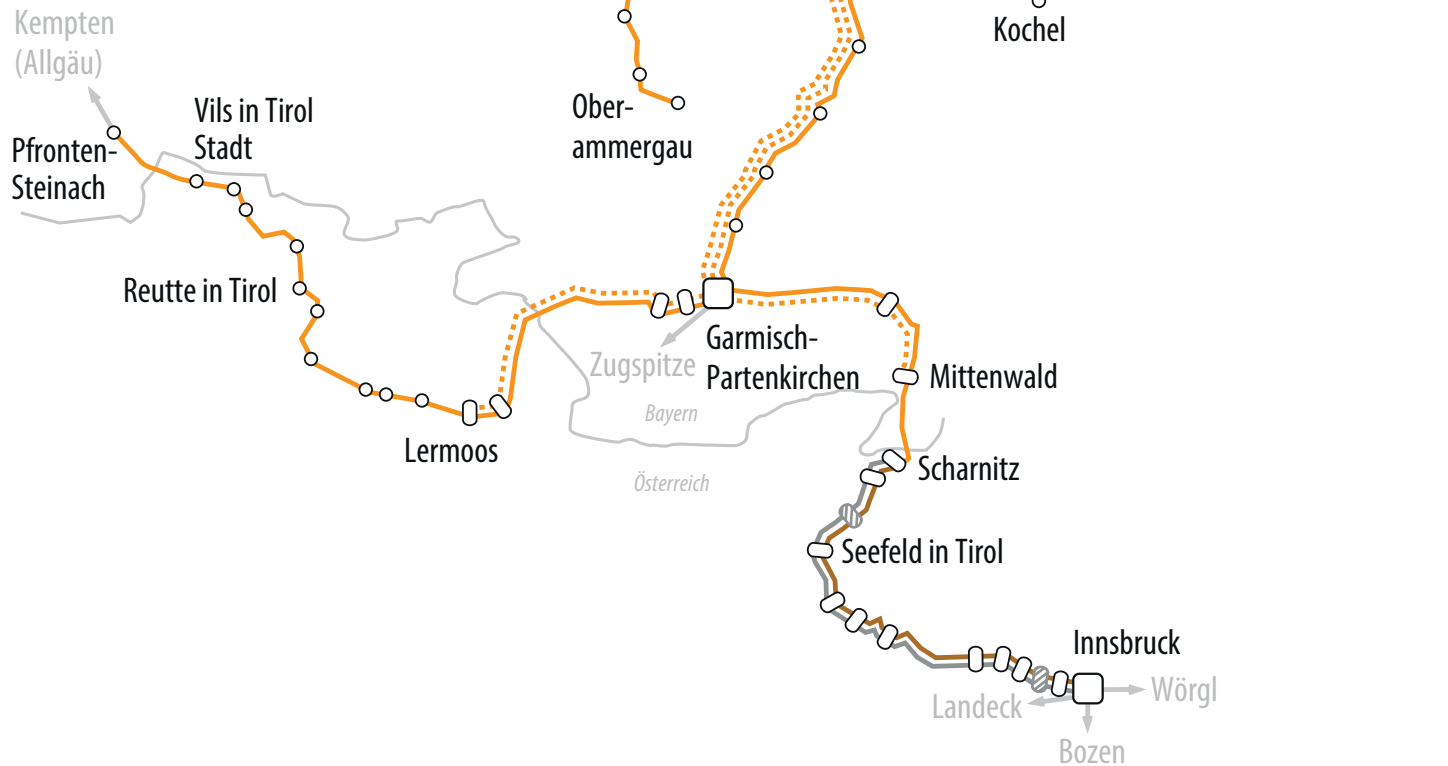 Kempten
(Allgäu)
Kochel
Vils in Tirol
Stadt
Ober-
ammergau
Pfronten-
Steinach
Reutte in Tirol
Garmisch-
Partenkirchen
Zugspitze
Mittenwald
Bayern
Lermoos
Österreich
Scharnitz
Seefeld in Tirol
Innsbruck
Wörgl
Landeck
Bozen